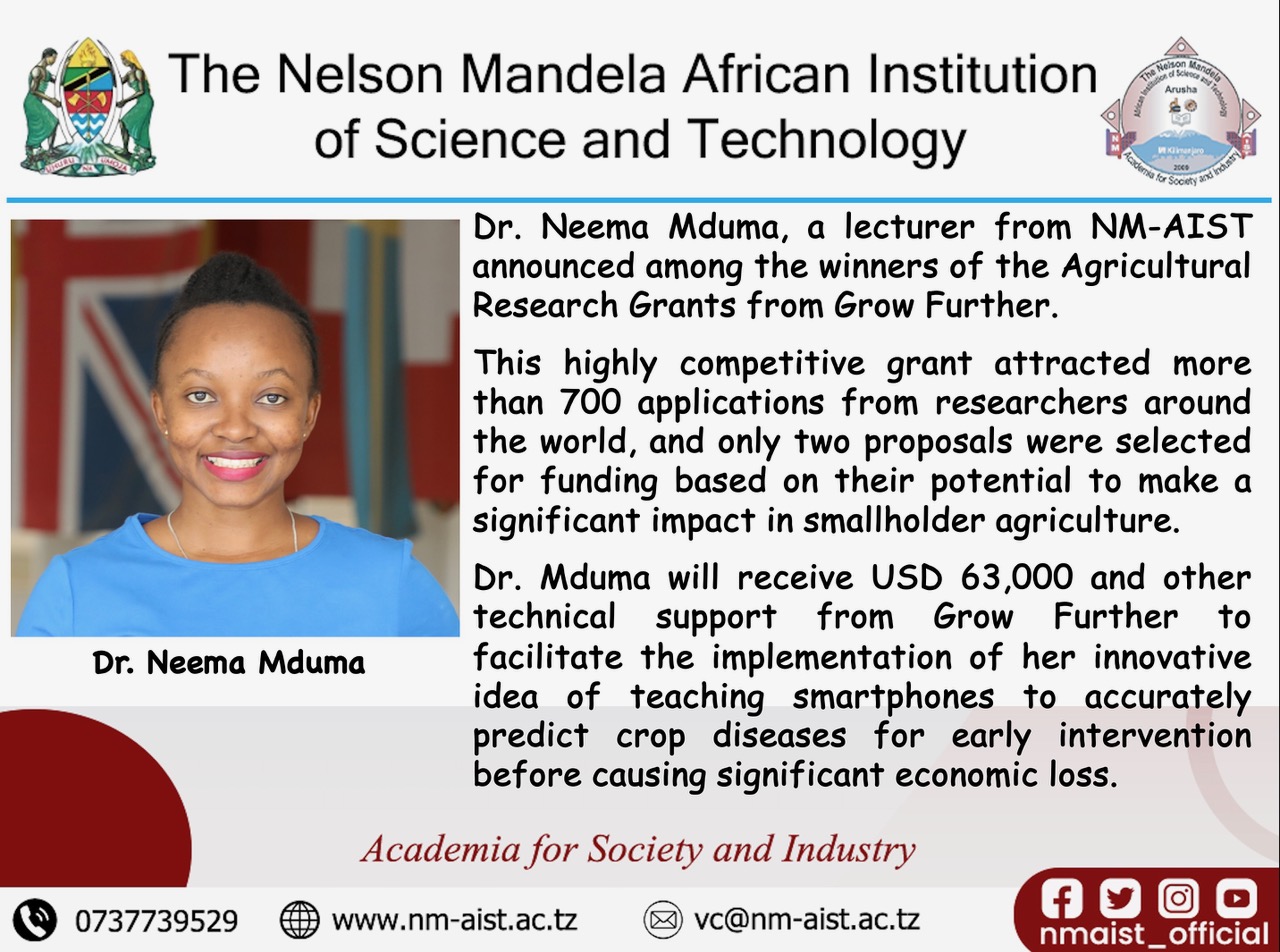 The Nelson Mandela African Institution
of Science and Technology
UHURU NA UMOJA
The Nelson Mandela
African Institution of Science and Technology
Arusha
Mt Kilimanjaro
2009
Academia for Society and Industry
Dr. Neema Mduma, a lecturer from NM-AIST
announced among the winners of the Agricultural
Research Grants from Grow Further.
This highly competitive grant attracted more
than 700 applications from researchers around
the world, and only two proposals were selected
for funding based on their potential to make a
significant impact in smallholder agriculture.
Dr. Mduma will receive USD 63,000 and other
technical support from Grow Further to
facilitate the implementation of her innovative
idea of teaching smartphones to accurately
predict crop diseases for early intervention
before causing significant economic loss.
Dr. Neema Mduma
Academia for Society and Industry
0737739529
www.nm-aist.ac.tz
vc@nm-aist.ac.tz
nmaist_official